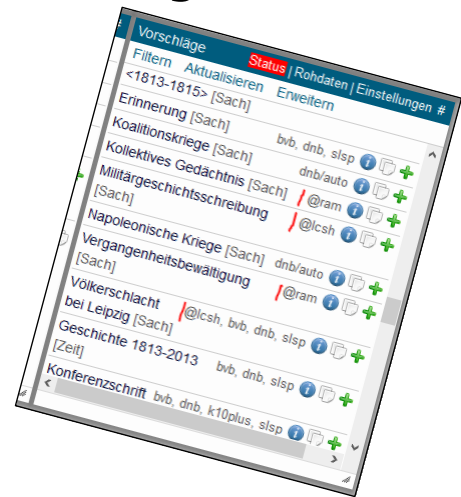 #
Vorschläge Status | Rohdaten | Einstellungen #
Filtern Aktualisieren Erweitern
<1813-1815> [Sach]
Erinnerung [Sach] bvb, dnb, slsp
Koalitionskriege [Sach] dnb/auto
Kollektives Gedächtnis [Sach] @ram
Militärgeschichtsschreibung @lcsh
[Sach]
Napoleonische Kriege [Sach] dnb/auto
Vergangenheitsbewältigung @ram
[Sach]
Völkerschlacht @lcsh, bvb, dnb, slsp
bei Leipzig [Sach]
Geschichte 1813-2013 bvb, dnb, slsp
[Zeit]
Konferenzschrift bvb, dnb, k10plus, slsp